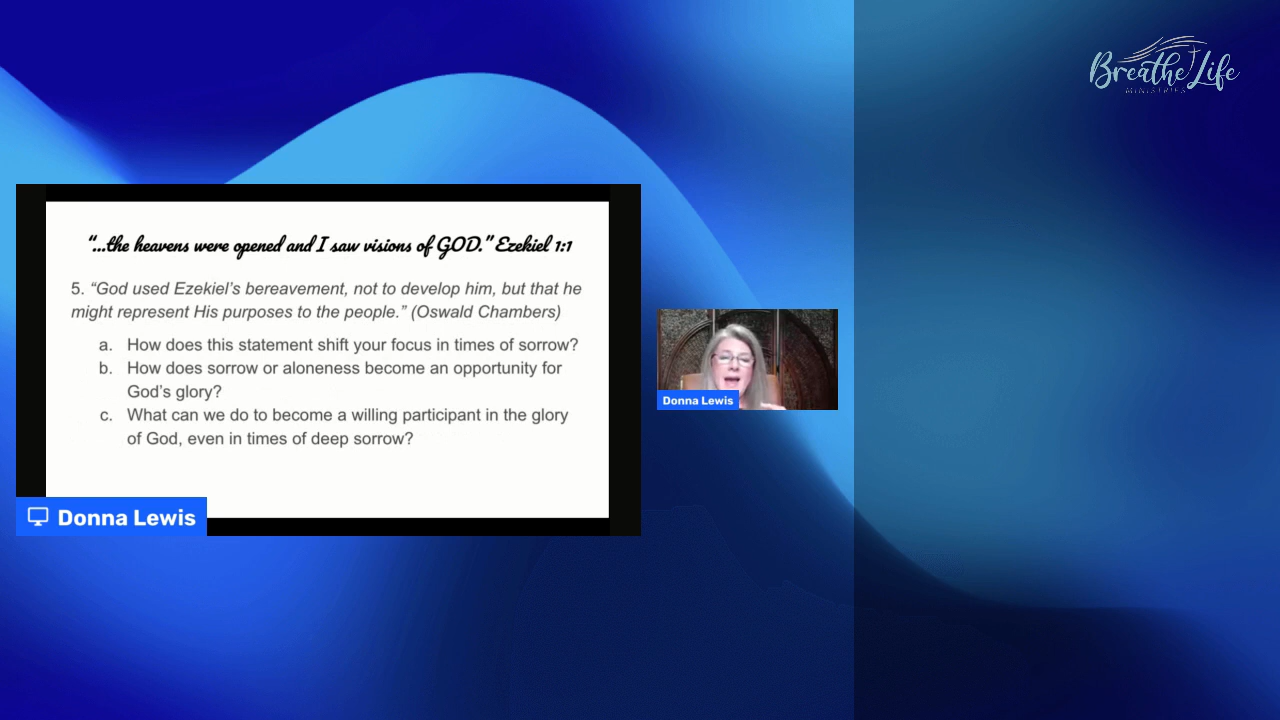 Breathe Life
MINISTRIES
“...the heavens were opened and I saw visions of GOD.” Ezekiel 1:1
5. “God used Ezekiel’s bereavement, not to develop him, but that he
might represent His purposes to the people.” (Oswald Chambers)
a. How does this statement shift your focus in times of sorrow?
b. How does sorrow or aloneness become an opportunity for
God’s glory?
c. What can we do to become a willing participant in the glory
of God, even in times of deep sorrow?
Donna Lewis
Donna Lewis